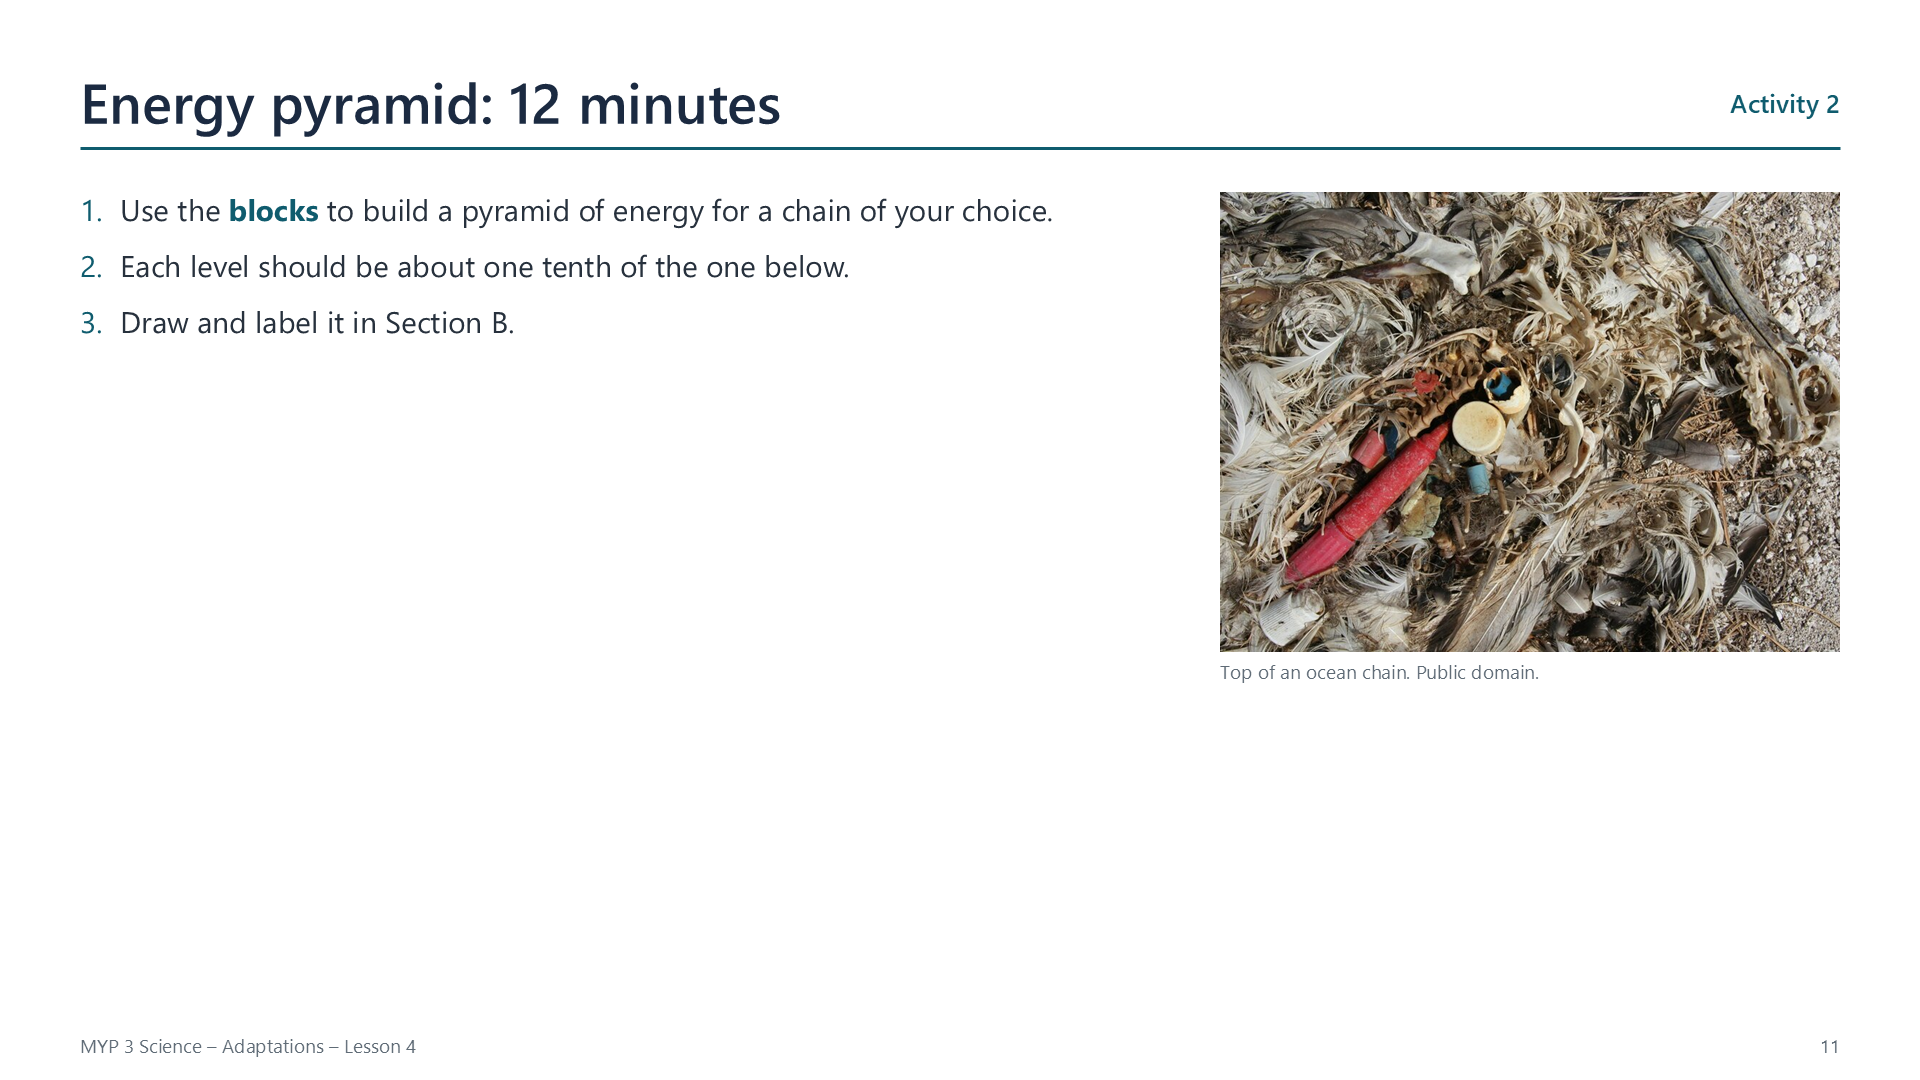 Energy pyramid: 12 minutes
Activity 2
1. Use the blocks to build a pyramid of energy for a chain of your choice.
2. Each level should be about one tenth of the one below.
3. Draw and label it in Section B.
Top of an ocean chain. Public domain.
MYP 3 Science – Adaptations – Lesson 4
11